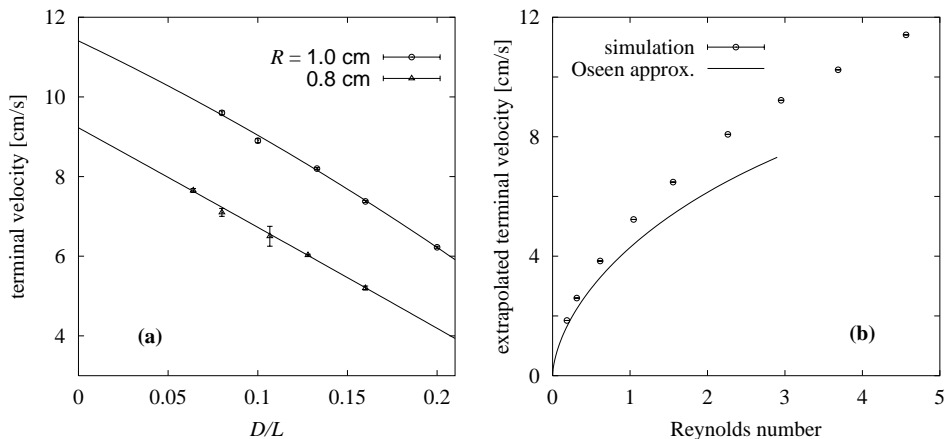 12
10
8
6
4
terminal velocity [cm/s]
R = 1.0 cm
0.8 cm
(a)
0 0.05 0.1 0.15 0.2
D/L
12
8
4
0
extrapolated terminal velocity [cm/s]
simulation
Oseen approx.
(b)
0 1 2 3 4 5
Reynolds number